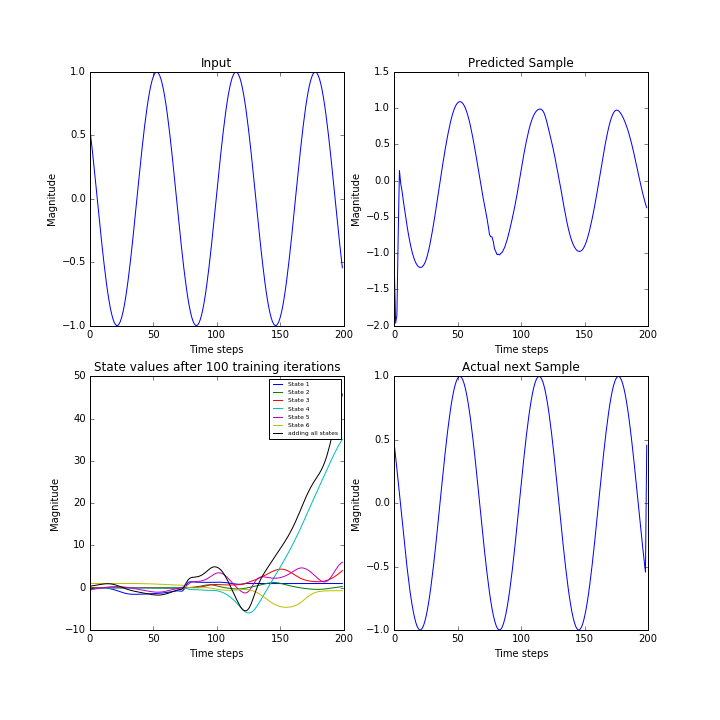 Input
1.0
0.5
0.0
−0.5
−1.0
Magnitude
0 50 100 150 200
Time steps
Predicted Sample
1.5
1.0
0.5
0.0
−0.5
−1.0
−1.5
−2.0
Magnitude
0 50 100 150 200
Time steps
State values after 100 training iterations
50
40
30
20
10
0
−10
Magnitude
State 1
State 2
State 3
State 4
State 5
State 6
adding all states
0 50 100 150 200
Time steps
Actual next Sample
1.0
0.5
0.0
−0.5
−1.0
Magnitude
0 50 100 150 200
Time steps